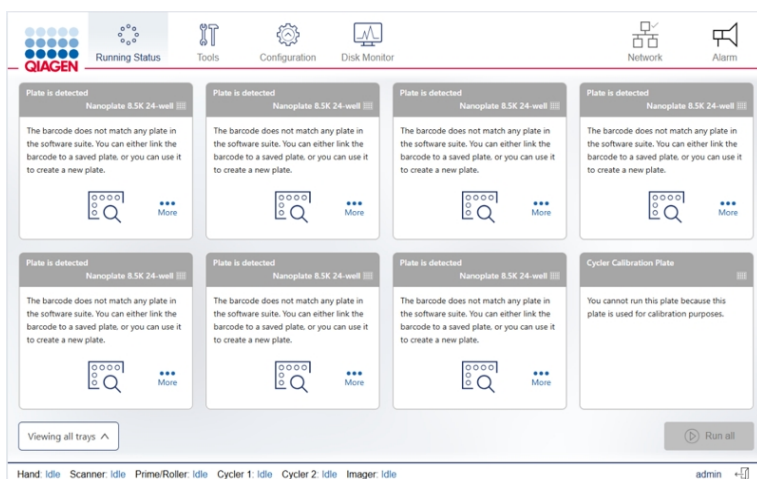 QIAGEN
Running Status
Tools
Configuration
Disk Monitor
Network
Alarm
Plate is detected
Nanoplate 8.5K 24-well
The barcode does not match any plate in
the software suite. You can either link the
barcode to a saved plate, or you can use it
to create a new plate.
More
Plate is detected
Nanoplate 8.5K 24-well
The barcode does not match any plate in
the software suite. You can either link the
barcode to a saved plate, or you can use it
to create a new plate.
More
Plate is detected
Nanoplate 8.5K 24-well
The barcode does not match any plate in
the software suite. You can either link the
barcode to a saved plate, or you can use it
to create a new plate.
More
Plate is detected
Nanoplate 8.5K 24-well
The barcode does not match any plate in
the software suite. You can either link the
barcode to a saved plate, or you can use it
to create a new plate.
More
Plate is detected
Nanoplate 8.5K 24-well
The barcode does not match any plate in
the software suite. You can either link the
barcode to a saved plate, or you can use it
to create a new plate.
More
Plate is detected
Nanoplate 8.5K 24-well
The barcode does not match any plate in
the software suite. You can either link the
barcode to a saved plate, or you can use it
to create a new plate.
More
Plate is detected
Nanoplate 8.5K 24-well
The barcode does not match any plate in
the software suite. You can either link the
barcode to a saved plate, or you can use it
to create a new plate.
More
Cycler Calibration Plate
You cannot run this plate because this
plate is used for calibration purposes.
Viewing all trays
Run all
Hand: Idle Scanner: Idle Prime/Roller: Idle Cycler 1: Idle Cycler 2: Idle Imager: Idle
admin